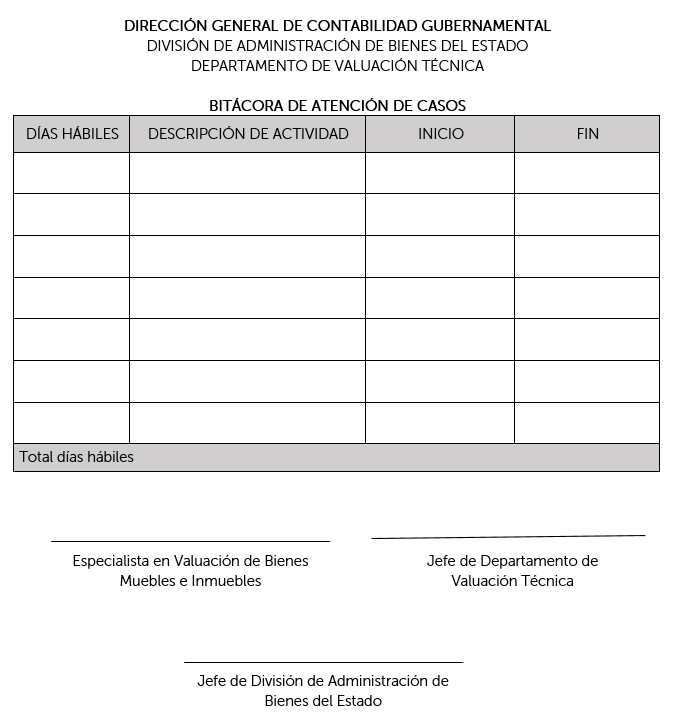 DIRECCIÓN GENERAL DE CONTABILIDAD GUBERNAMENTAL
DIVISIÓN DE ADMINISTRACIÓN DE BIENES DEL ESTADO
DEPARTAMENTO DE VALUACIÓN TÉCNICA
BITÁCORA DE ATENCIÓN DE CASOS
DÍAS HÁBILES DESCRIPCIÓN DE ACTIVIDAD INICIO FIN
Total días hábiles
Especialista en Valuación de Bienes
Muebles e Inmuebles
Jefe de Departamento de
Valuación Técnica
Jefe de División de Administración de
Bienes del Estado